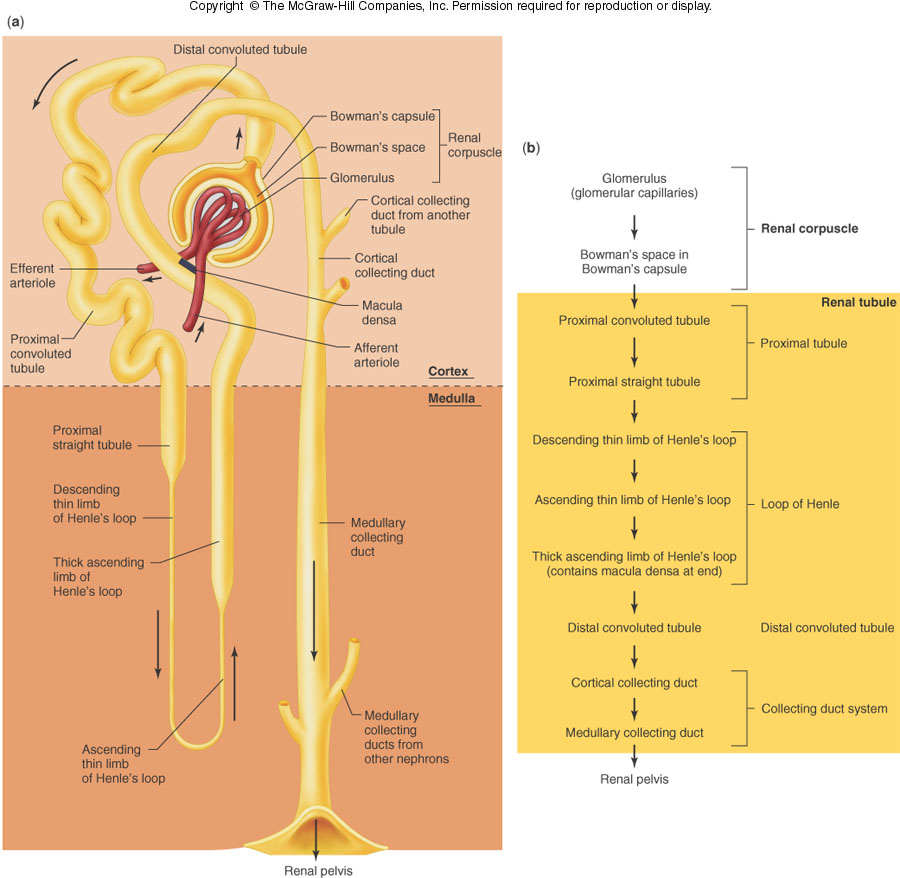 Copyright © The McGraw-Hill Companies, Inc. Permission required for reproduction or display.
(a)
Distal convoluted tubule
Bowman's capsule
Bowman's space
Glomerulus
Renal
corpuscle
Cortical collecting
duct from another
tubule
Cortical
collecting duct
Efferent
arteriole
Macula
densa
Proximal
convoluted
tubule
Afferent
arteriole
Cortex
Medulla
Proximal
straight tubule
Descending
thin limb
of Henle's loop
Thick ascending
limb of
Henle's loop
Medullary
collecting
duct
Ascending
thin limb
of Henle's loop
Medullary
collecting
ducts from
other nephrons
Renal pelvis
(b)
Glomerulus
(glomerular capillaries)
Bowman's space in
Bowman's capsule
Renal corpuscle
Renal tubule
Proximal convoluted tubule
Proximal tubule
Proximal straight tubule
Descending thin limb of Henle's loop
Ascending thin limb of Henle's loop
Loop of Henle
Thick ascending limb of Henle's loop
(contains macula densa at end)
Distal convoluted tubule
Distal convoluted tubule
Cortical collecting duct
Collecting duct system
Medullary collecting duct
Renal pelvis